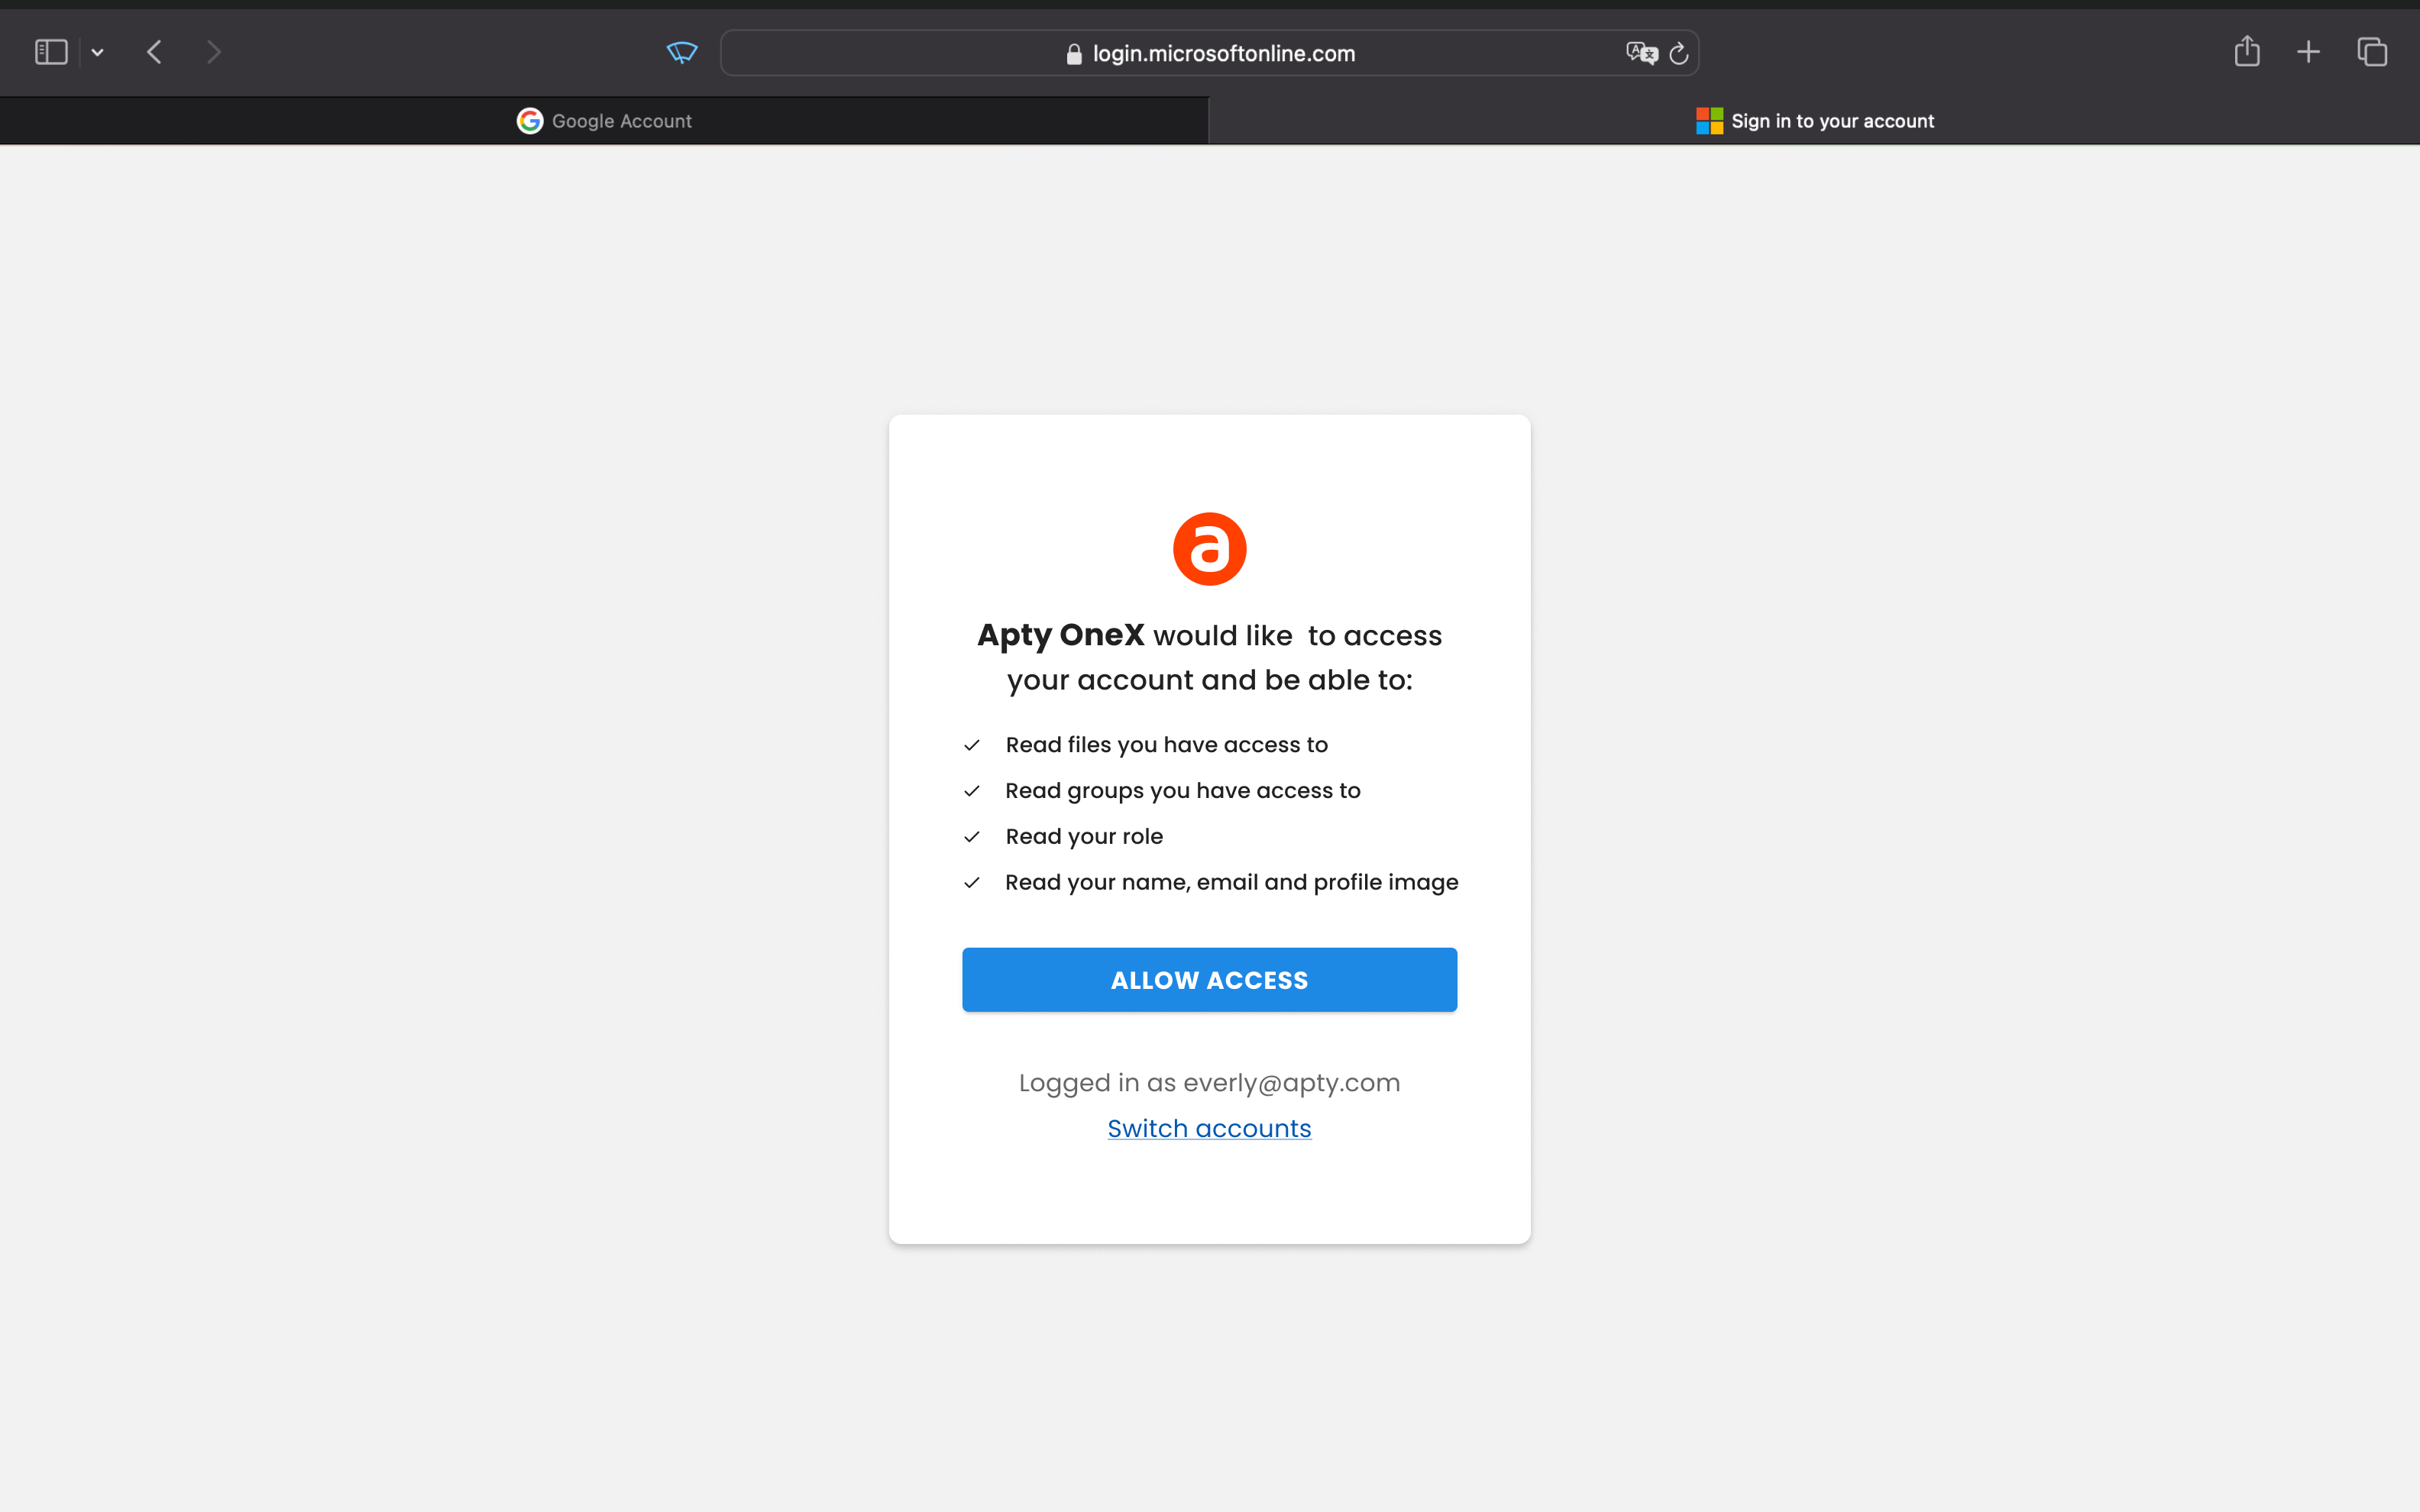 login.microsoftonline.com
Google Account
Sign in to your account
a
Apty OneX would like to access
your account and be able to:
Read files you have access to
Read groups you have access to
Read your role
Read your name, email and profile image
ALLOW ACCESS
Logged in as everly@apty.com
Switch accounts